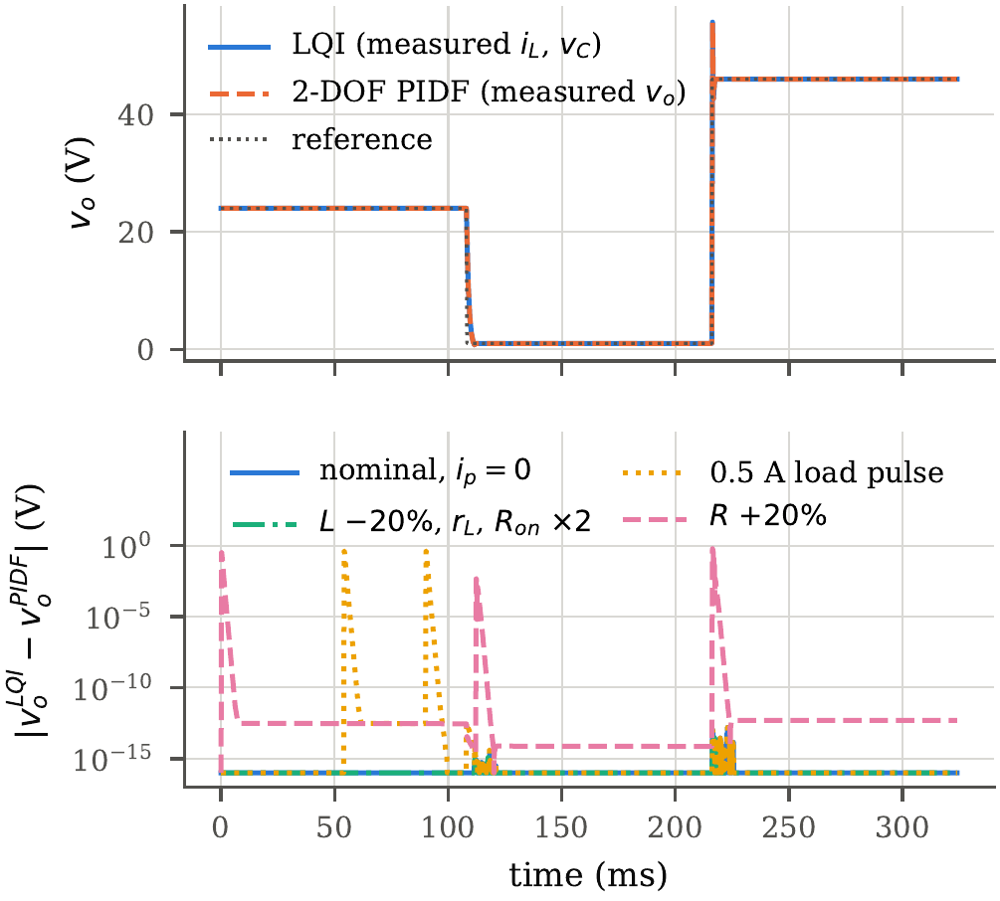 LQI (measured i_L, v_C)
2-DOF PIDF (measured v_o)
reference
v_o (V)
40
20
0
nominal, i_p = 0
L −20%, r_L, R_on ×2
0.5 A load pulse
R +20%
|v_o^LQI − v_o^PIDF| (V)
10^0
10^−5
10^−10
10^−15
0 50 100 150 200 250 300
time (ms)